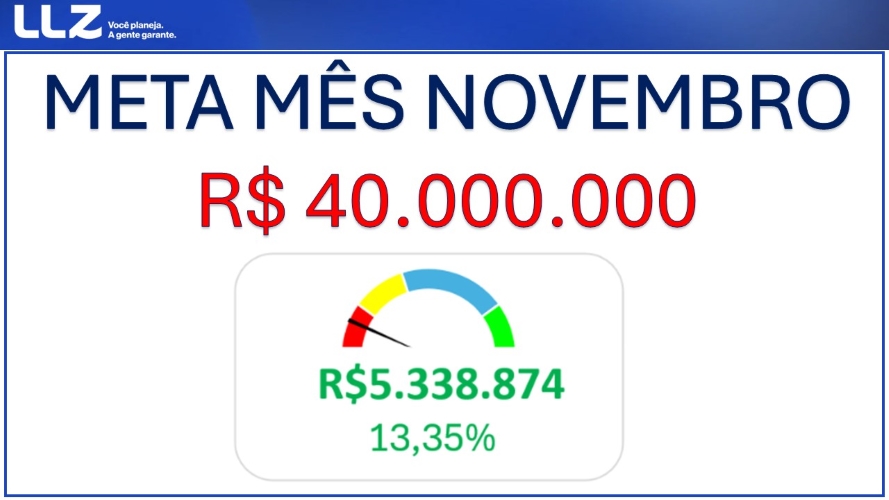 LLZ
Você planeja.
A gente garante.
META MÊS NOVEMBRO
R$ 40.000.000
R$5.338.874
13,35%